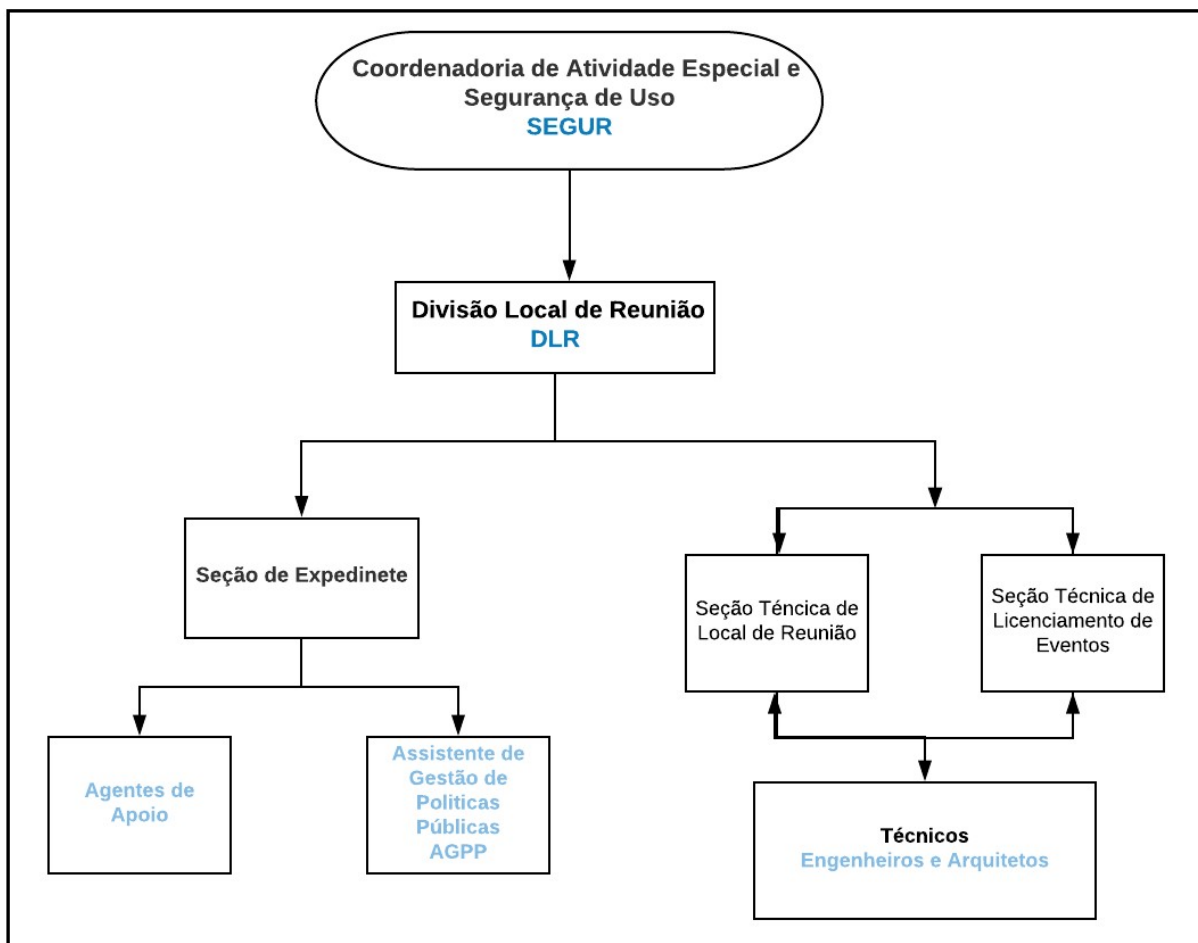 Coordenadoria de Atividade Especial e
Segurança de Uso
SEGUR
Divisão Local de Reunião
DLR
Seção de Expedinete
Seção Téncica de
Local de Reunião
Seção Técnica de
Licenciamento de
Eventos
Agentes de
Apoio
Assistente de
Gestão de
Politicas
Públicas
AGPP
Técnicos
Engenheiros e Arquitetos